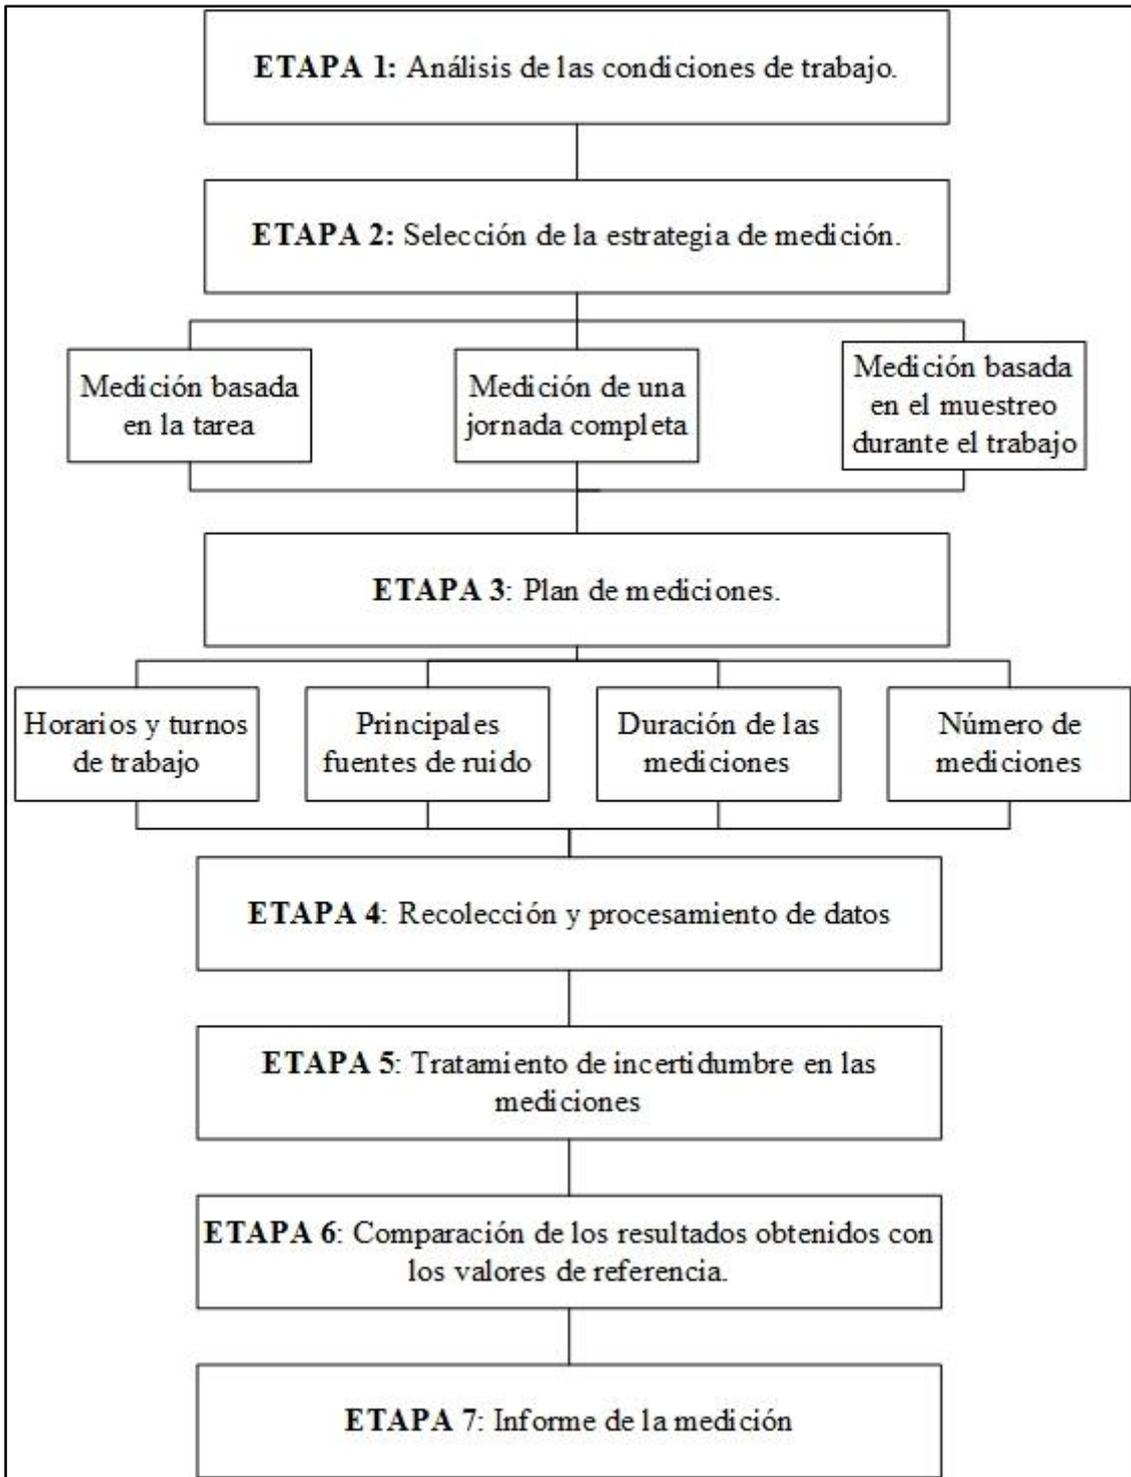 ETAPA 1: Análisis de las condiciones de trabajo.
ETAPA 2: Selección de la estrategia de medición.
Medición basada
en la tarea
Medición de una
jornada completa
Medición basada
en el muestreo
durante el trabajo
ETAPA 3: Plan de mediciones.
Horarios y turnos
de trabajo
Principales
fuentes de ruido
Duración de las
mediciones
Número de
mediciones
ETAPA 4: Recolección y procesamiento de datos
ETAPA 5: Tratamiento de incertidumbre en las
mediciones
ETAPA 6: Comparación de los resultados obtenidos con
los valores de referencia.
ETAPA 7: Informe de la medición